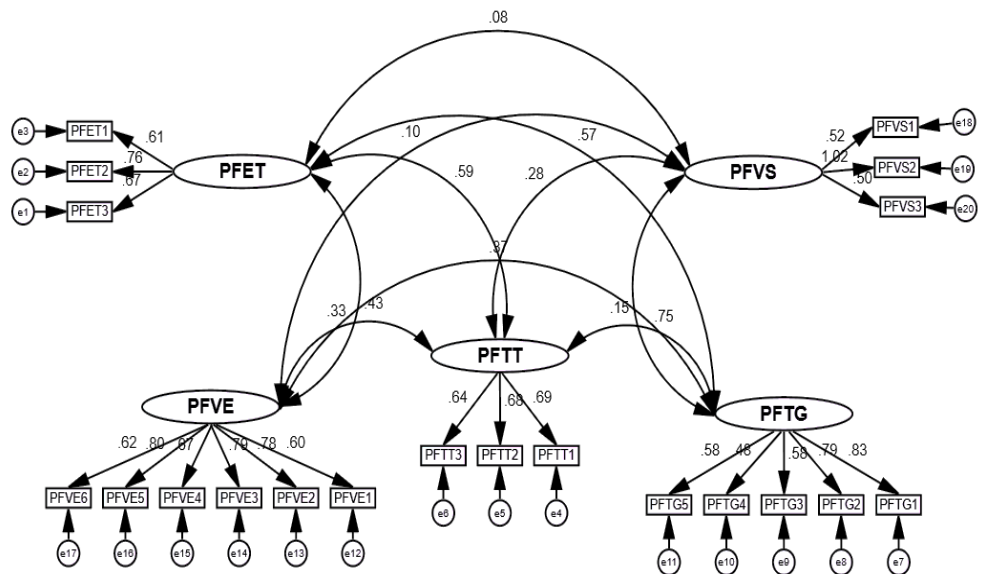 .08
.10
.57
e3
PFET1
.61
PFVS1
e18
.52
.76
e2
PFET2
PFET
.59
.28
PFVS
1.02
PFVS2
e19
.67
e1
PFET3
.50
PFVS3
e20
.37
.33
.43
.15
.75
PFTT
PFVE
PFTG
.64
.68
.69
.62
.80
.67
.79
.78
.60
.58
.48
.58
.79
.83
PFTT3
PFTT2
PFTT1
PFVE6
PFVE5
PFVE4
PFVE3
PFVE2
PFVE1
PFTG5
PFTG4
PFTG3
PFTG2
PFTG1
e6
e5
e4
e17
e16
e15
e14
e13
e12
e11
e10
e9
e8
e7